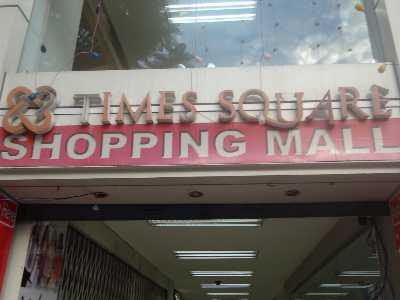 TIMES SQUARE
SHOPPING MALL